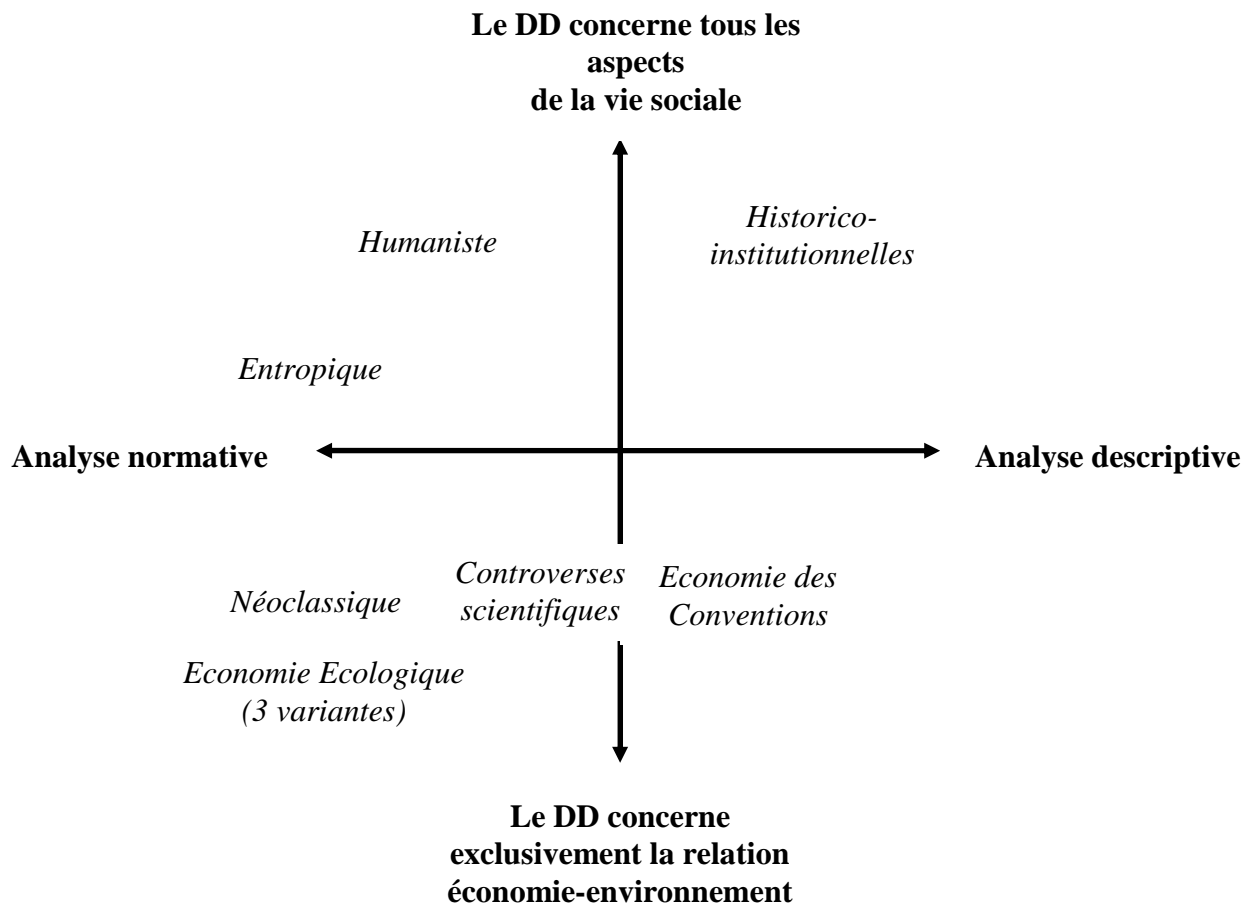 Le DD concerne tous les
aspects
de la vie sociale
Historico-
institutionnelles
Humaniste
Entropique
Analyse normative
Analyse descriptive
Controverses
scientifiques
Economie des
Conventions
Néoclassique
Economie Ecologique
(3 variantes)
Le DD concerne
exclusivement la relation
économie-environnement